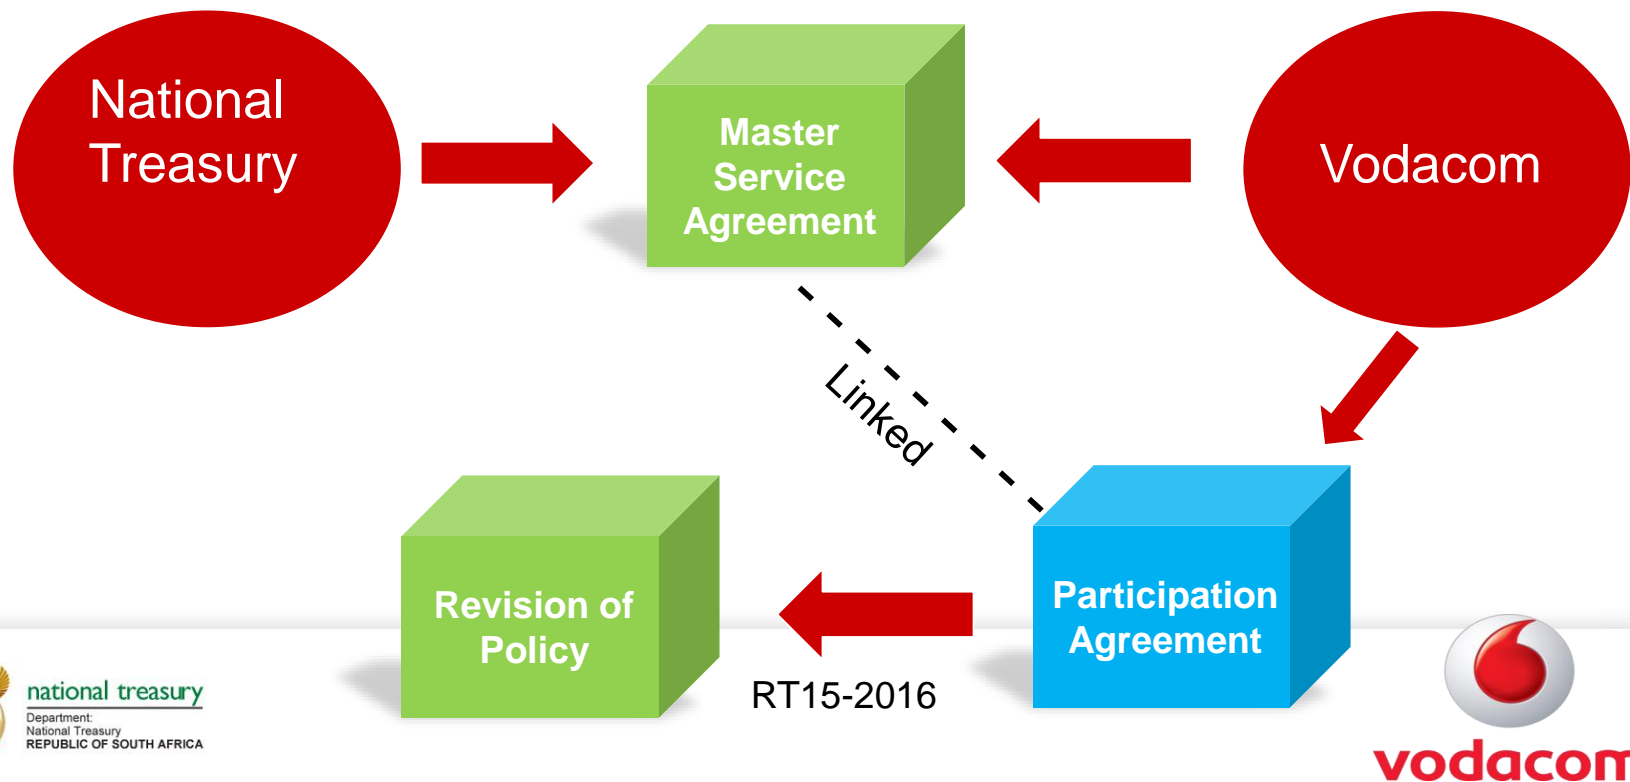 National
Treasury
Master
Service
Agreement
Vodacom
Linked
Revision of
Policy
Participation
Agreement
RT15-2016
national treasury
Department:
National Treasury
REPUBLIC OF SOUTH AFRICA
vodacom